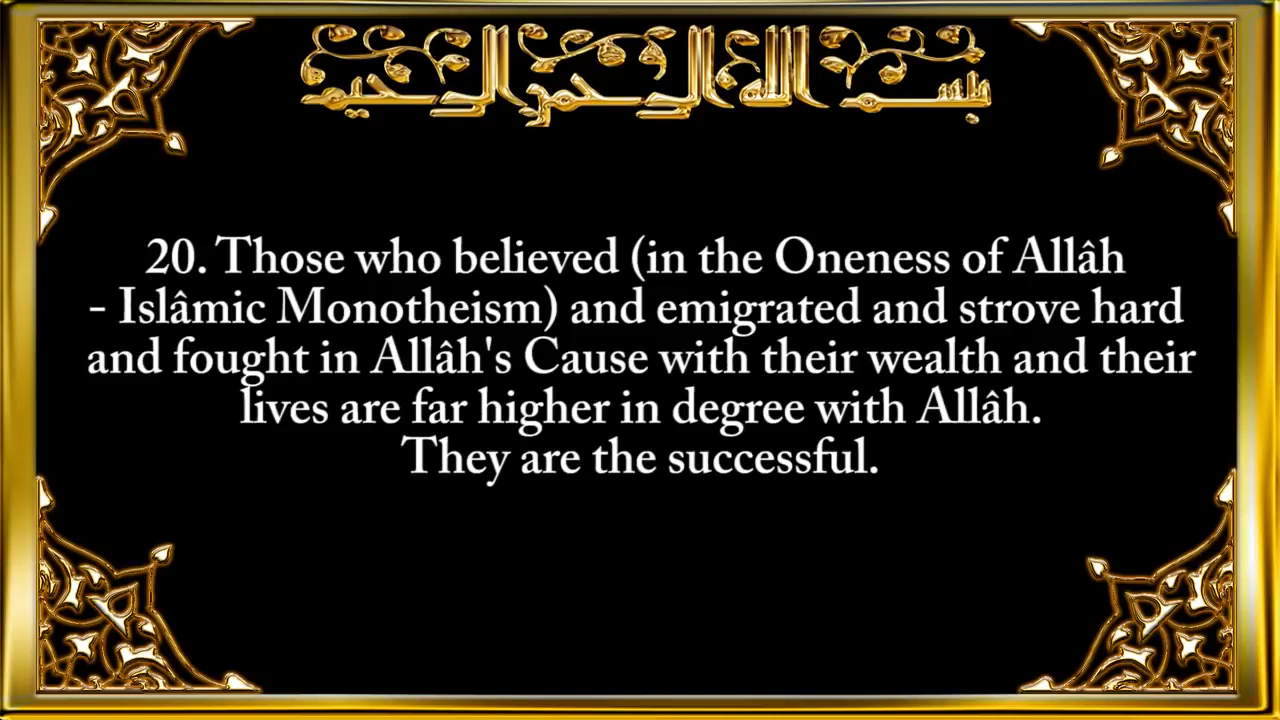 بسم الله الرحمن الرحيم
20. Those who believed (in the Oneness of Allâh
- Islâmic Monotheism) and emigrated and strove hard
and fought in Allâh's Cause with their wealth and their
lives are far higher in degree with Allâh.
They are the successful.